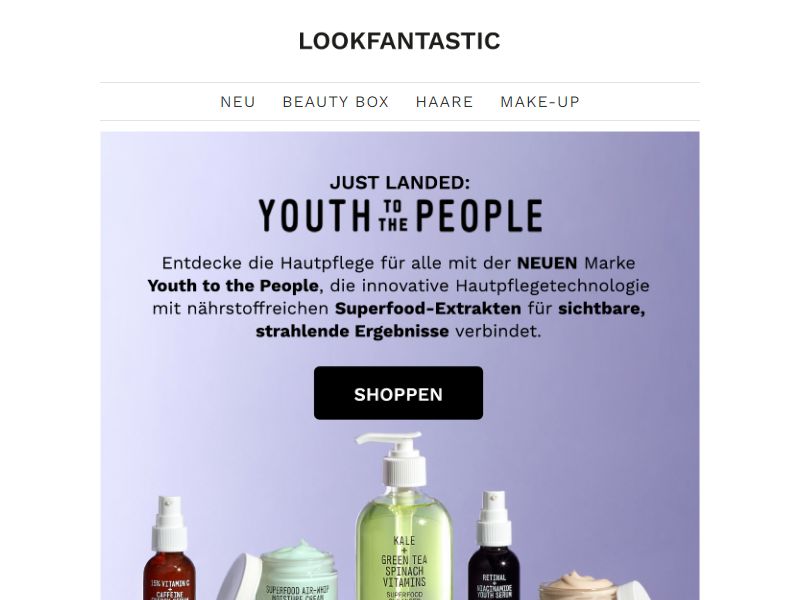 LOOKFANTASTIC
NEU BEAUTY BOX HAARE MAKE-UP
JUST LANDED:
YOUTH TO THE PEOPLE
Entdecke die Hautpflege für alle mit der NEUEN Marke
Youth to the People, die innovative Hautpflegetechnologie
mit nährstoffreichen Superfood-Extrakten für sichtbare,
strahlende Ergebnisse verbindet.
SHOPPEN
KALE
+
GREEN TEA
SPINACH
VITAMINS
SUPERFOOD
15% VITAMIN C
+
CAFFEINE
SUPERFOOD AIR-WHIP
MOISTURE CREAM
RETINAL
+
NIACINAMIDE
YOUTH SERUM